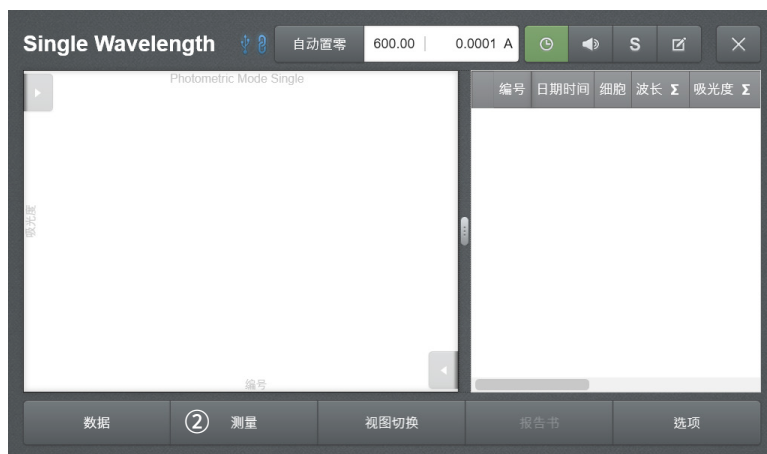 Single Wavelength 自动置零 600.00 0.0001 A S
Photometric Mode Single
编号 日期时间 细胞 波长 Σ 吸光度 Σ
吸光度
编号
数据 ② 测量 视图切换 报告书 选项